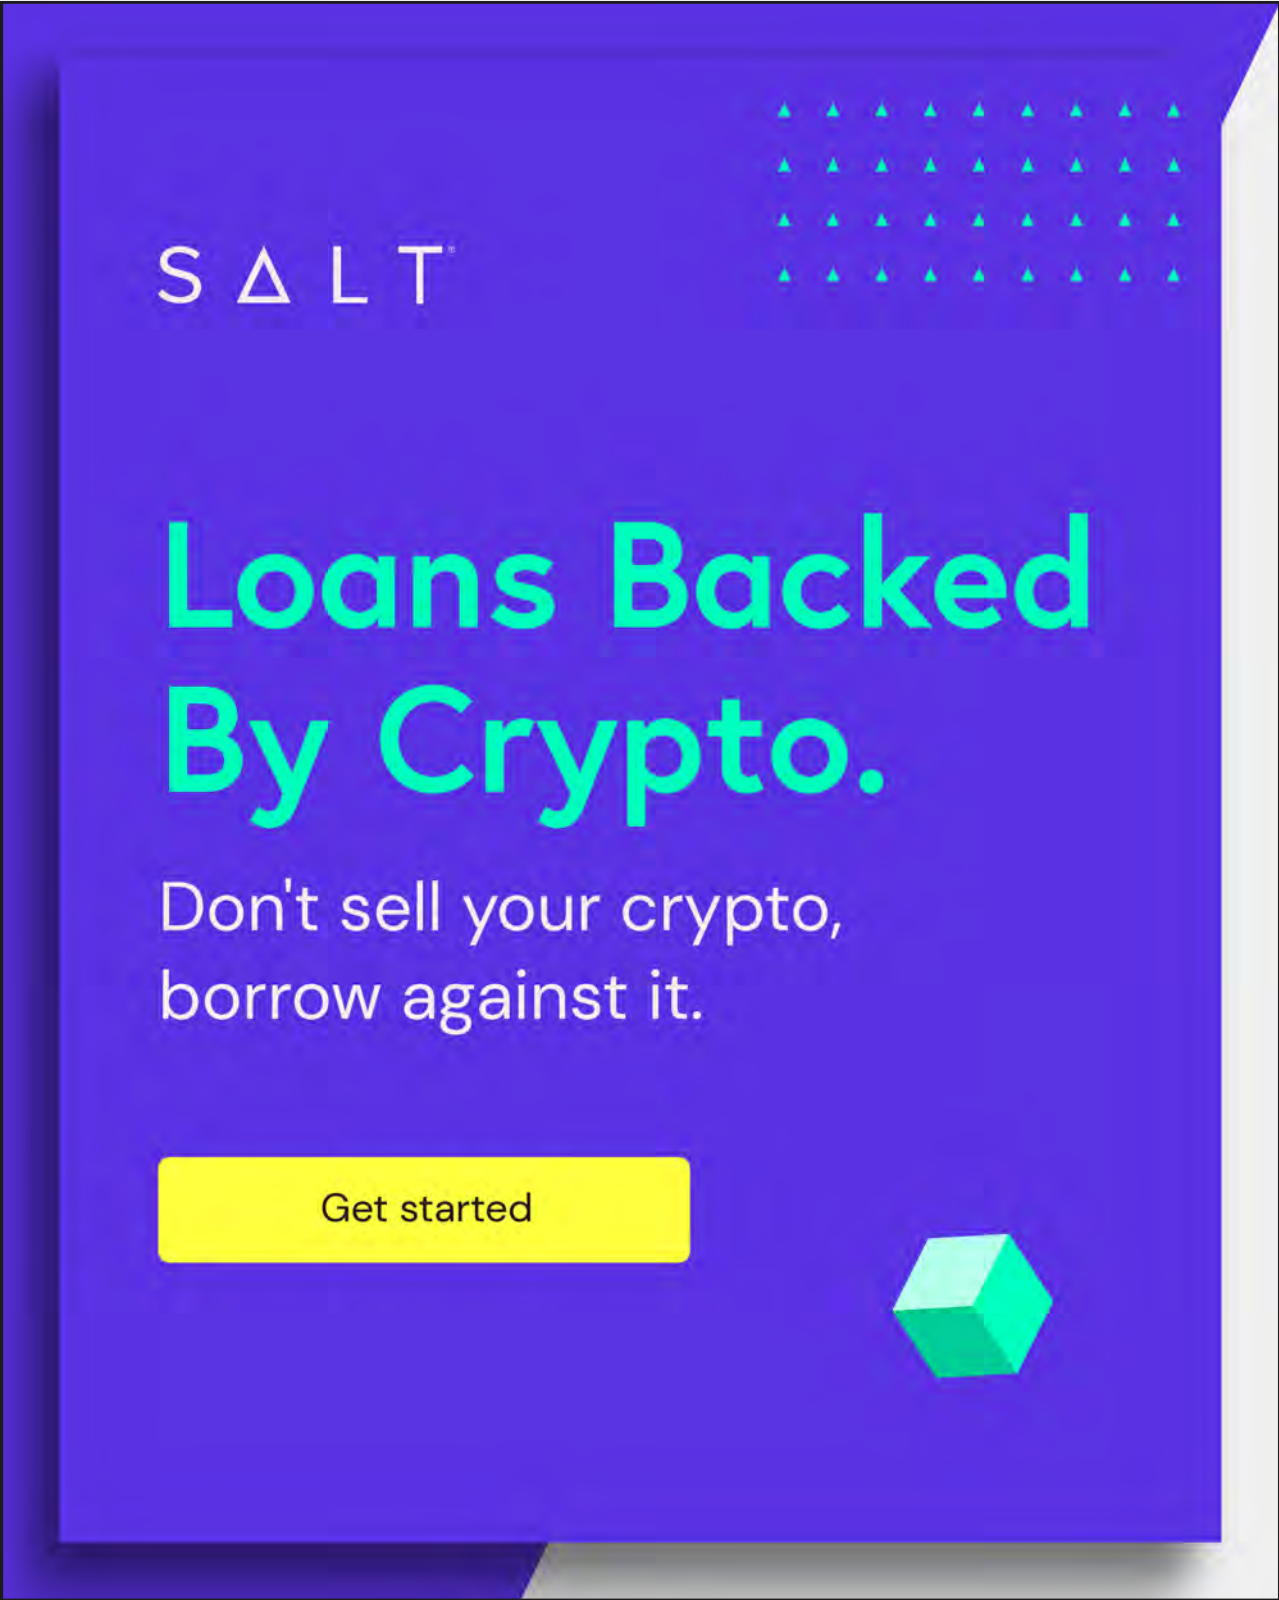 SALT®
Loans Backed
By Crypto.
Don't sell your crypto,
borrow against it.
Get started